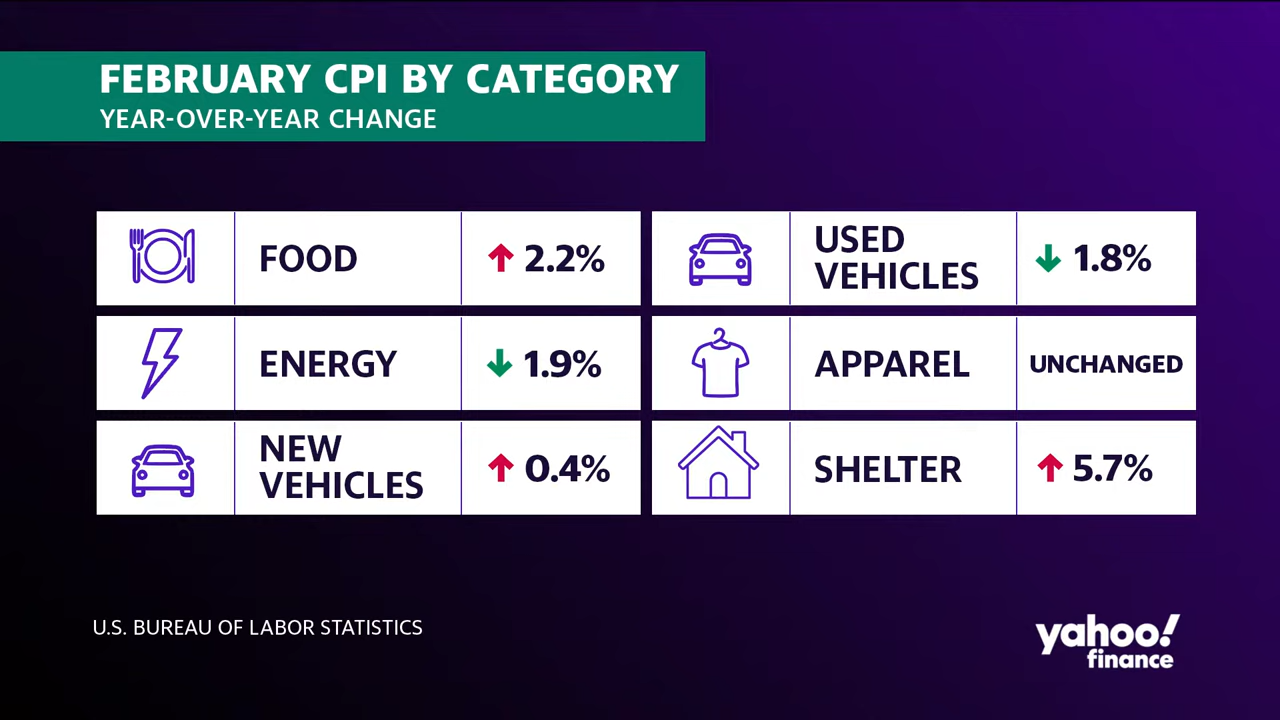 FEBRUARY CPI BY CATEGORY
YEAR-OVER-YEAR CHANGE
FOOD
2.2%
ENERGY
1.9%
NEW
VEHICLES
0.4%
USED
VEHICLES
1.8%
APPAREL
UNCHANGED
SHELTER
5.7%
U.S. BUREAU OF LABOR STATISTICS
yahoo!
finance